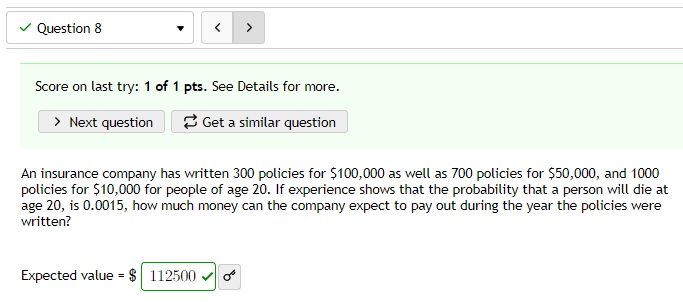 Question 8
< >
Score on last try: 1 of 1 pts. See Details for more.
> Next question Get a similar question
An insurance company has written 300 policies for $100,000 as well as 700 policies for $50,000, and 1000
policies for $10,000 for people of age 20. If experience shows that the probability that a person will die at
age 20, is 0.0015, how much money can the company expect to pay out during the year the policies were
written?
Expected value = $ 112500